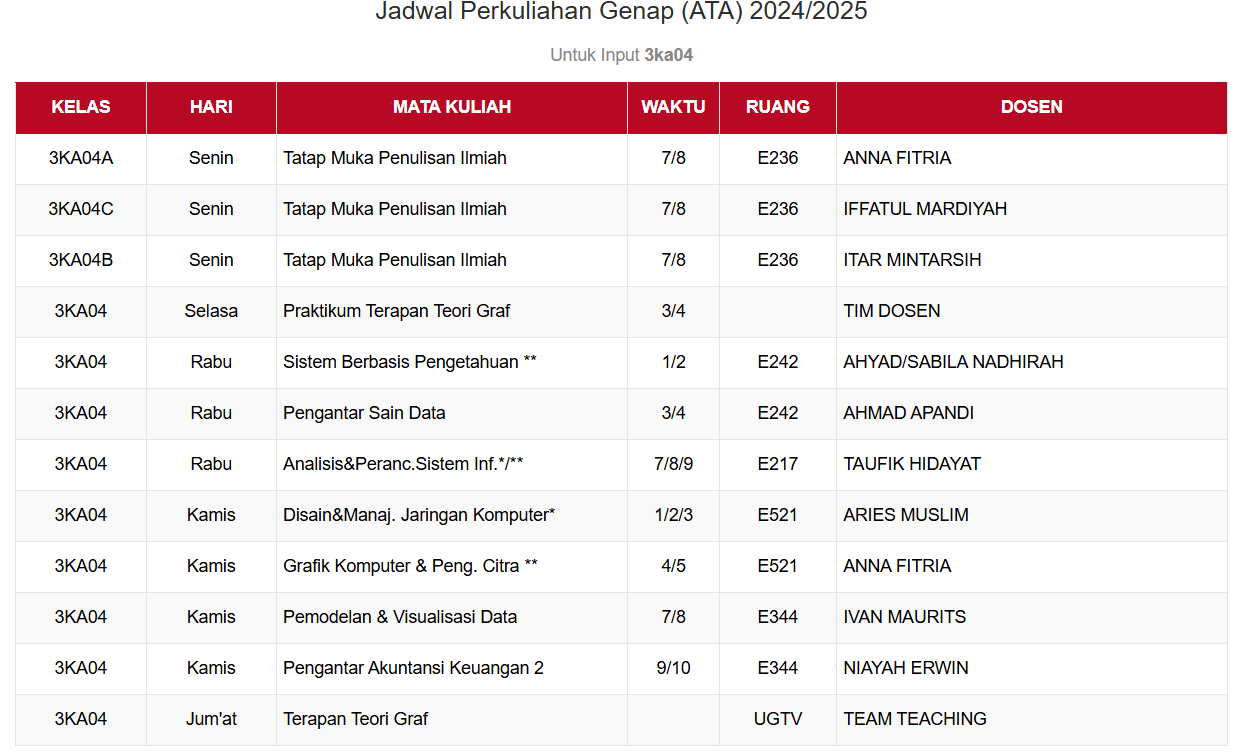 Jadwal Perkuliahan Genap (ATA) 2024/2025
Untuk Input 3ka04
KELAS HARI MATA KULIAH WAKTU RUANG DOSEN
3KA04A Senin Tatap Muka Penulisan Ilmiah 7/8 E236 ANNA FITRIA
3KA04C Senin Tatap Muka Penulisan Ilmiah 7/8 E236 IFFATUL MARDIYAH
3KA04B Senin Tatap Muka Penulisan Ilmiah 7/8 E236 ITAR MINTARSIH
3KA04 Selasa Praktikum Terapan Teori Graf 3/4 TIM DOSEN
3KA04 Rabu Sistem Berbasis Pengetahuan ** 1/2 E242 AHYAD/SABILA NADHIRAH
3KA04 Rabu Pengantar Sain Data 3/4 E242 AHMAD APANDI
3KA04 Rabu Analisis&Peranc.Sistem Inf.*/** 7/8/9 E217 TAUFIK HIDAYAT
3KA04 Kamis Disain&Manaj. Jaringan Komputer* 1/2/3 E521 ARIES MUSLIM
3KA04 Kamis Grafik Komputer & Peng. Citra ** 4/5 E521 ANNA FITRIA
3KA04 Kamis Pemodelan & Visualisasi Data 7/8 E344 IVAN MAURITS
3KA04 Kamis Pengantar Akuntansi Keuangan 2 9/10 E344 NIAYAH ERWIN
3KA04 Jum'at Terapan Teori Graf UGTV TEAM TEACHING